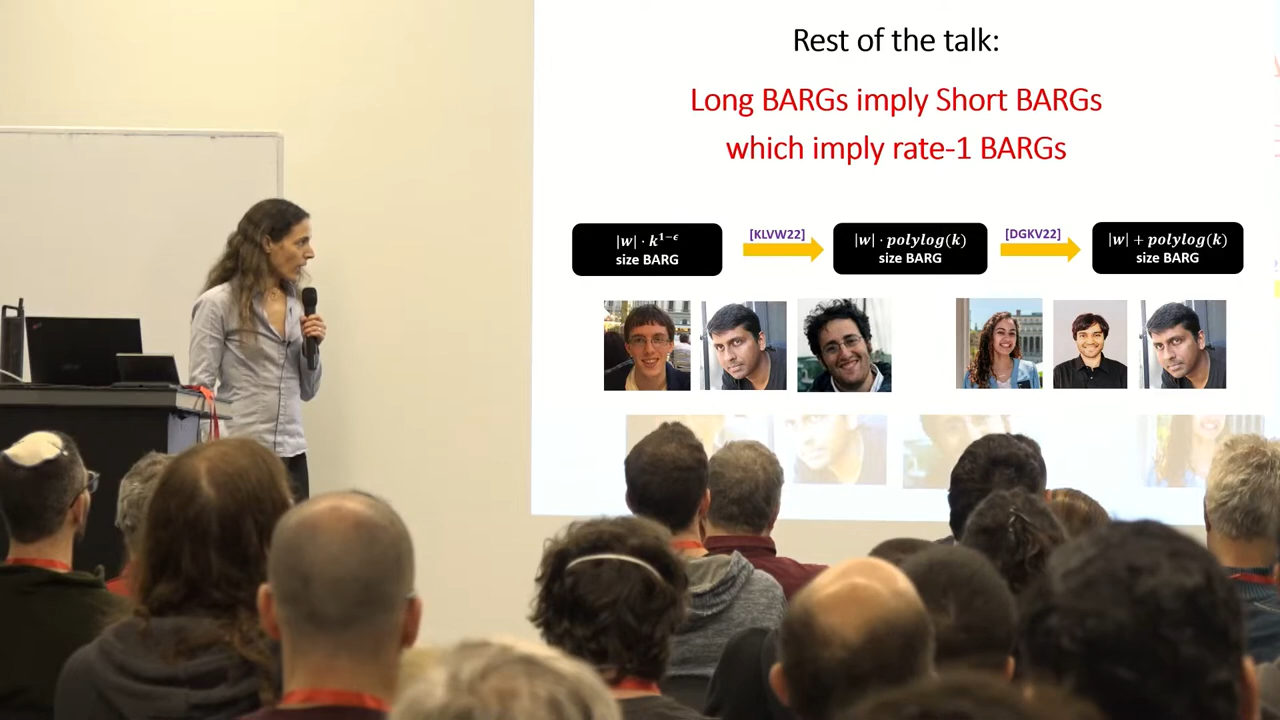 Rest of the talk:
Long BARGs imply Short BARGs
which imply rate-1 BARGs
|w| · k^{1−ϵ}
size BARG
[KLVW22]
|w| · polylog(k)
size BARG
[DGKV22]
|w| + polylog(k)
size BARG